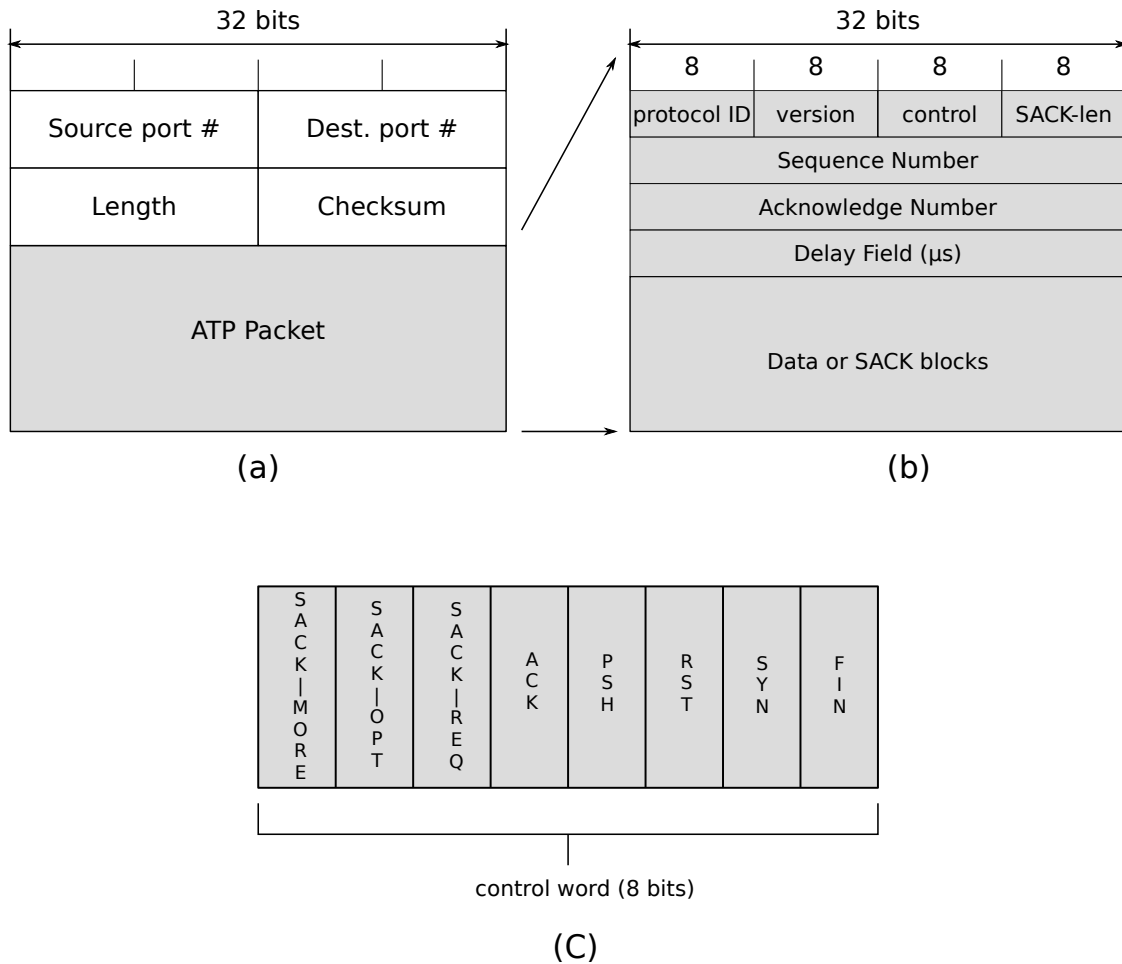 32 bits
Source port #
Dest. port #
Length
Checksum
ATP Packet
(a)
32 bits
8 8 8 8
protocol ID
version
control
SACK-len
Sequence Number
Acknowledge Number
Delay Field (µs)
Data or SACK blocks
(b)
SACK|MORE
SACK|OPT
SACK|REQ
ACK
PSH
RST
SYN
FIN
control word (8 bits)
(C)